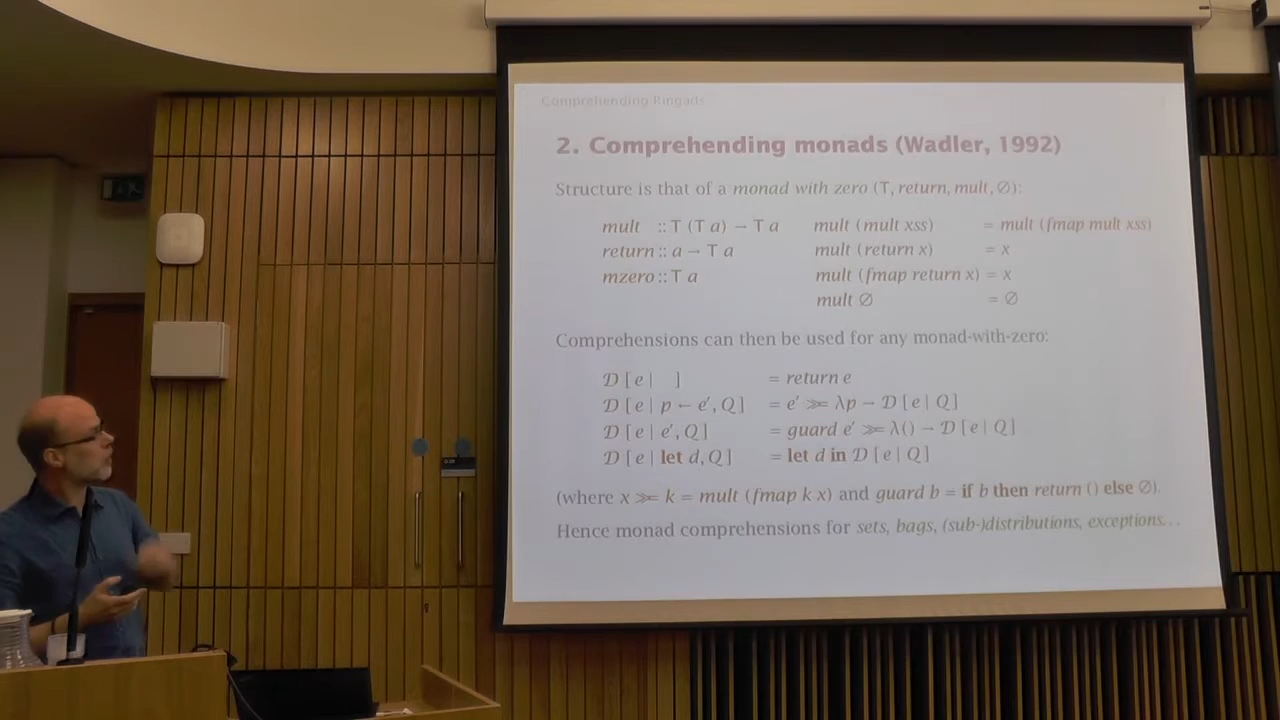 Comprehending Ringads
2. Comprehending monads (Wadler, 1992)
Structure is that of a monad with zero (T, return, mult, ∅):
mult :: T (T a) → T a mult (mult xss) = mult (fmap mult xss)
return :: a → T a mult (return x) = x
mzero :: T a mult (fmap return x) = x
mult ∅ = ∅
Comprehensions can then be used for any monad-with-zero:
𝒟 [ e | ] = return e
𝒟 [ e | p ← e′, Q ] = e′ >>= λp → 𝒟 [ e | Q ]
𝒟 [ e | e′, Q ] = guard e′ >>= λ() → 𝒟 [ e | Q ]
𝒟 [ e | let d, Q ] = let d in 𝒟 [ e | Q ]
(where x >>= k = mult (fmap k x) and guard b = if b then return () else ∅).
Hence monad comprehensions for sets, bags, (sub-)distributions, exceptions...